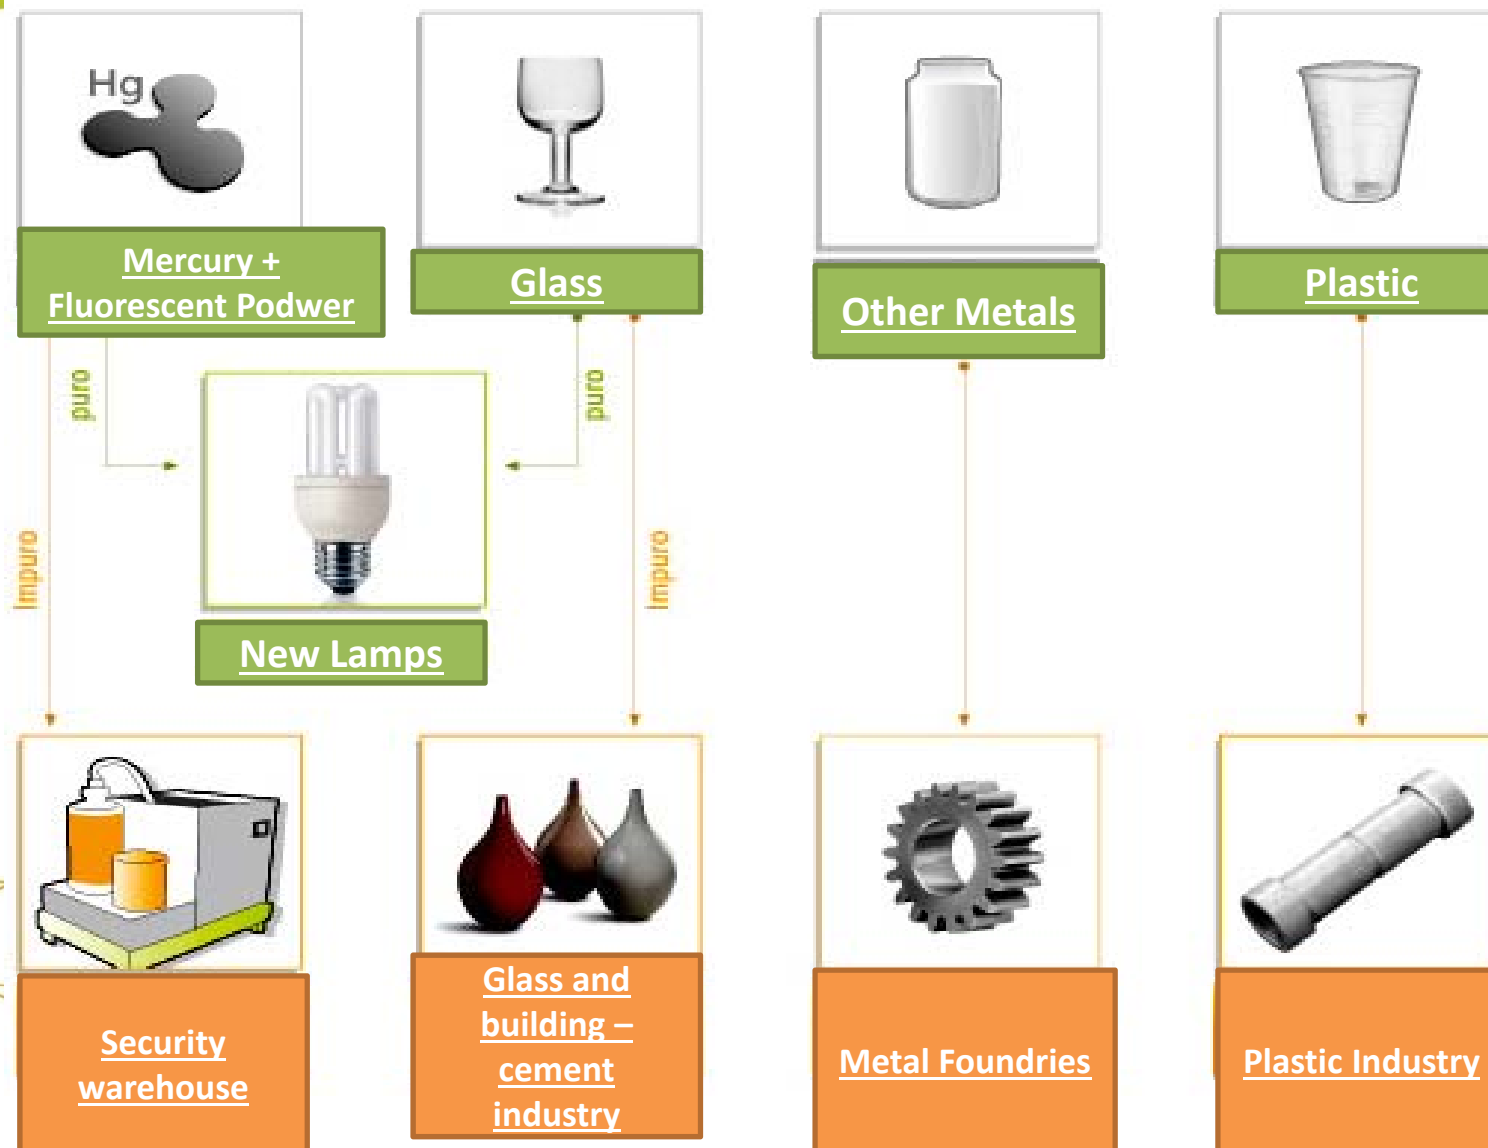 Hg
Mercury +
Fluorescent Podwer
Glass
Other Metals
Plastic
puro
puro
Impuro
Impuro
New Lamps
Security
warehouse
Glass and
building –
cement
industry
Metal Foundries
Plastic Industry